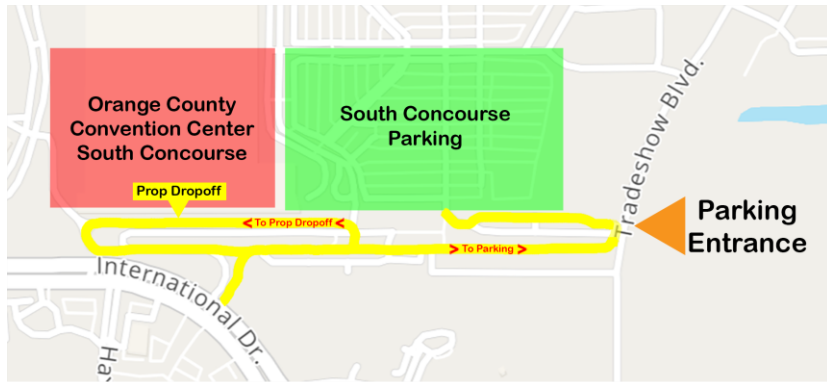 Orange County
Convention Center
South Concourse
South Concourse
Parking
Prop Dropoff
< To Prop Dropoff <
> To Parking >
Tradeshow Blvd.
Parking
Entrance
International Dr.
Ha